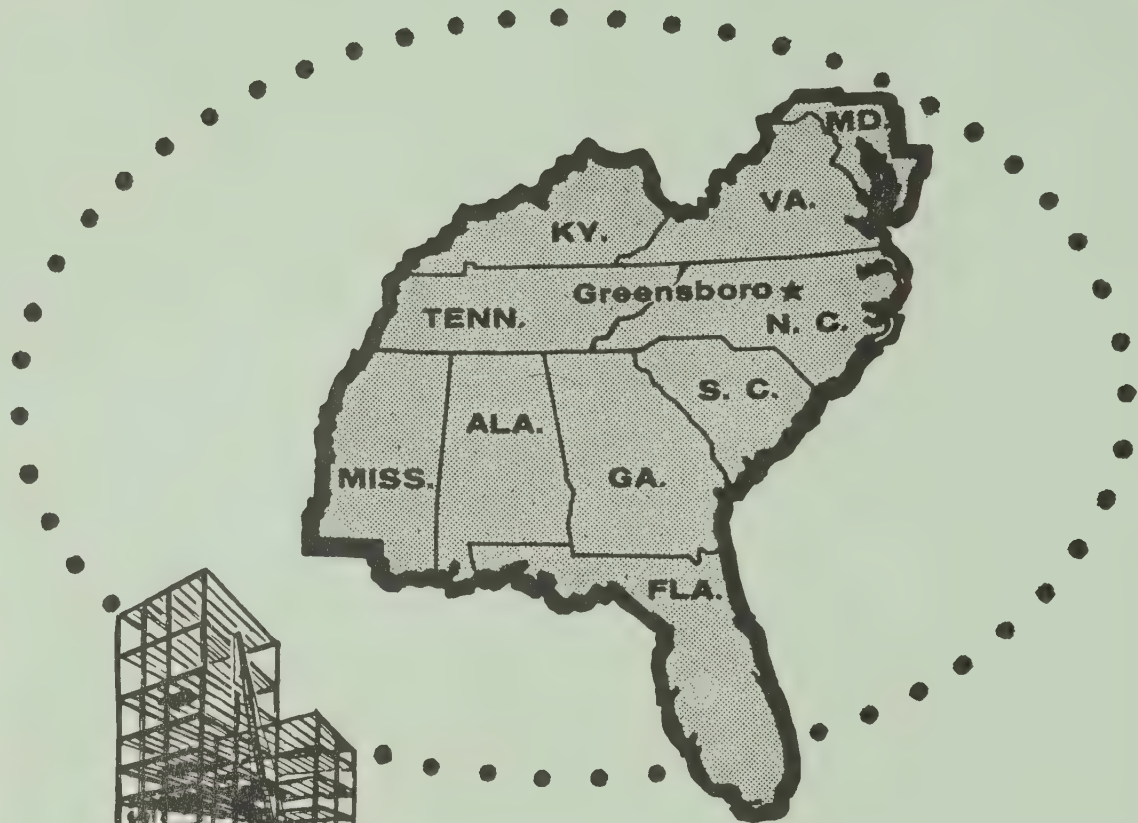 MD.
VA.
KY.
Greensboro
TENN.
N. C.
S. C.
ALA.
MISS.
GA.
FLA.